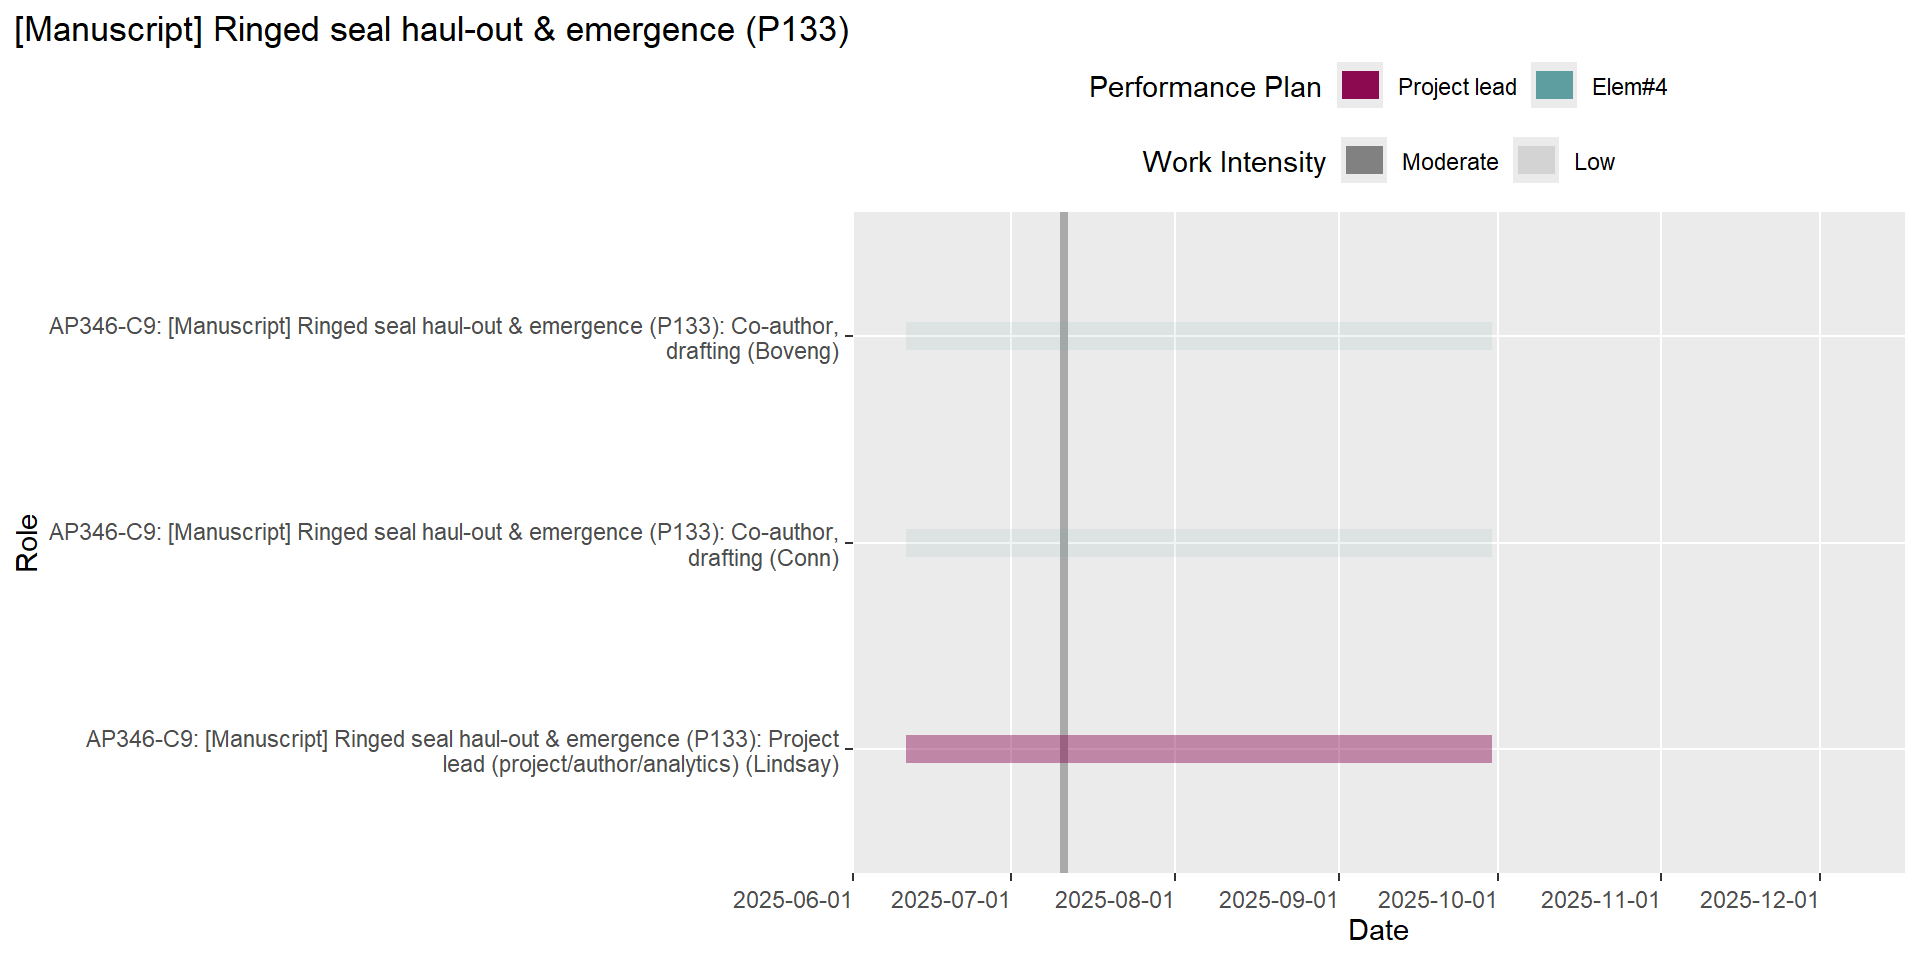 [Manuscript] Ringed seal haul-out & emergence (P133)
Performance Plan Project lead Elem#4
Work Intensity Moderate Low
AP346-C9: [Manuscript] Ringed seal haul-out & emergence (P133): Co-author,
drafting (Boveng)
AP346-C9: [Manuscript] Ringed seal haul-out & emergence (P133): Co-author,
drafting (Conn)
AP346-C9: [Manuscript] Ringed seal haul-out & emergence (P133): Project
lead (project/author/analytics) (Lindsay)
Role
2025-06-01 2025-07-01 2025-08-01 2025-09-01 2025-10-01 2025-11-01 2025-12-01
Date